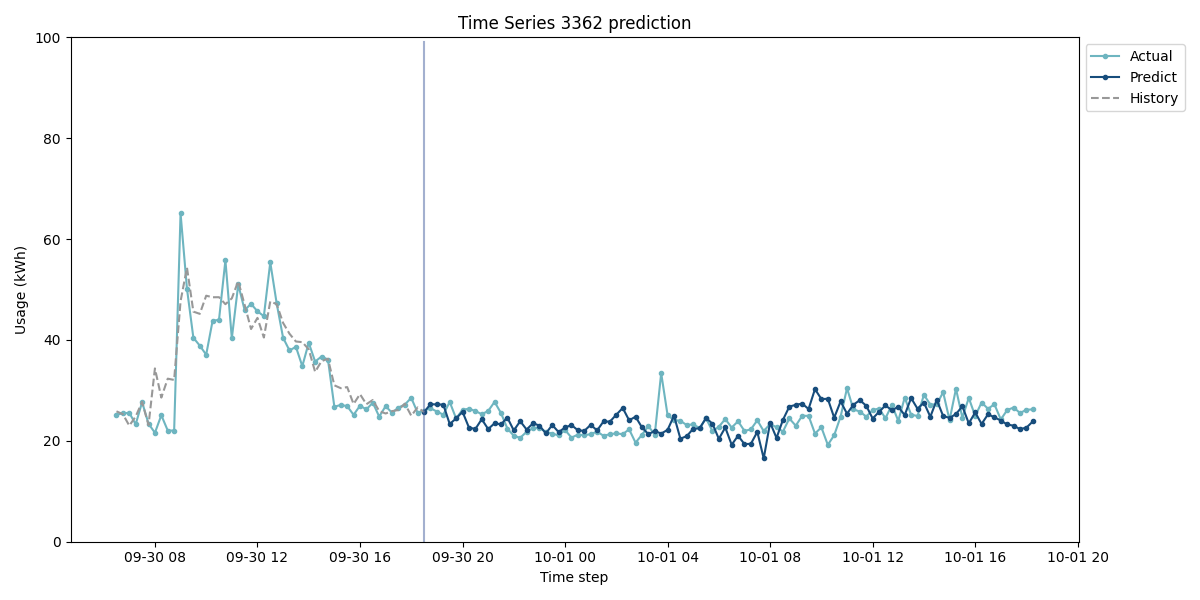 Time Series 3362 prediction
Usage (kWh)
100
80
60
40
20
0
09-30 08
09-30 12
09-30 16
09-30 20
10-01 00
10-01 04
10-01 08
10-01 12
10-01 16
10-01 20
Time step
Actual
Predict
History